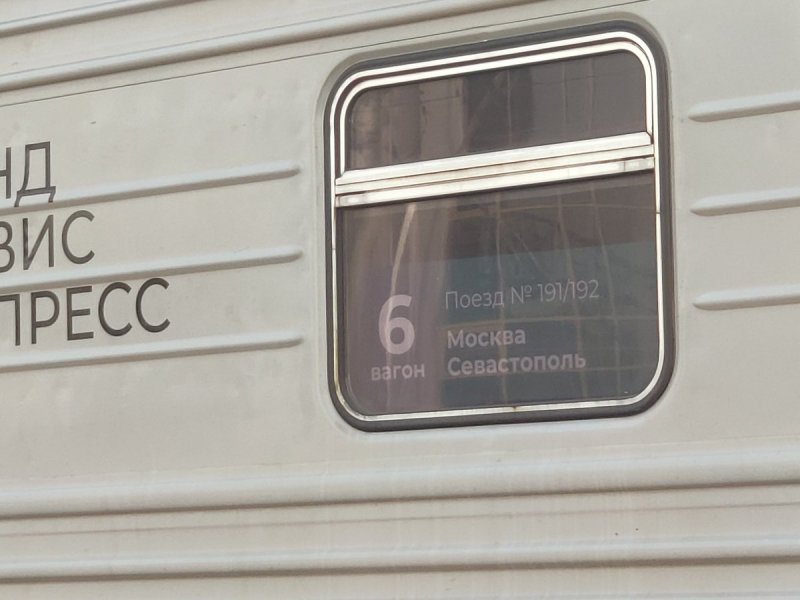 НД
ВИС
ПРЕСС
6
вагон
Поезд № 191/192
Москва
Севастополь